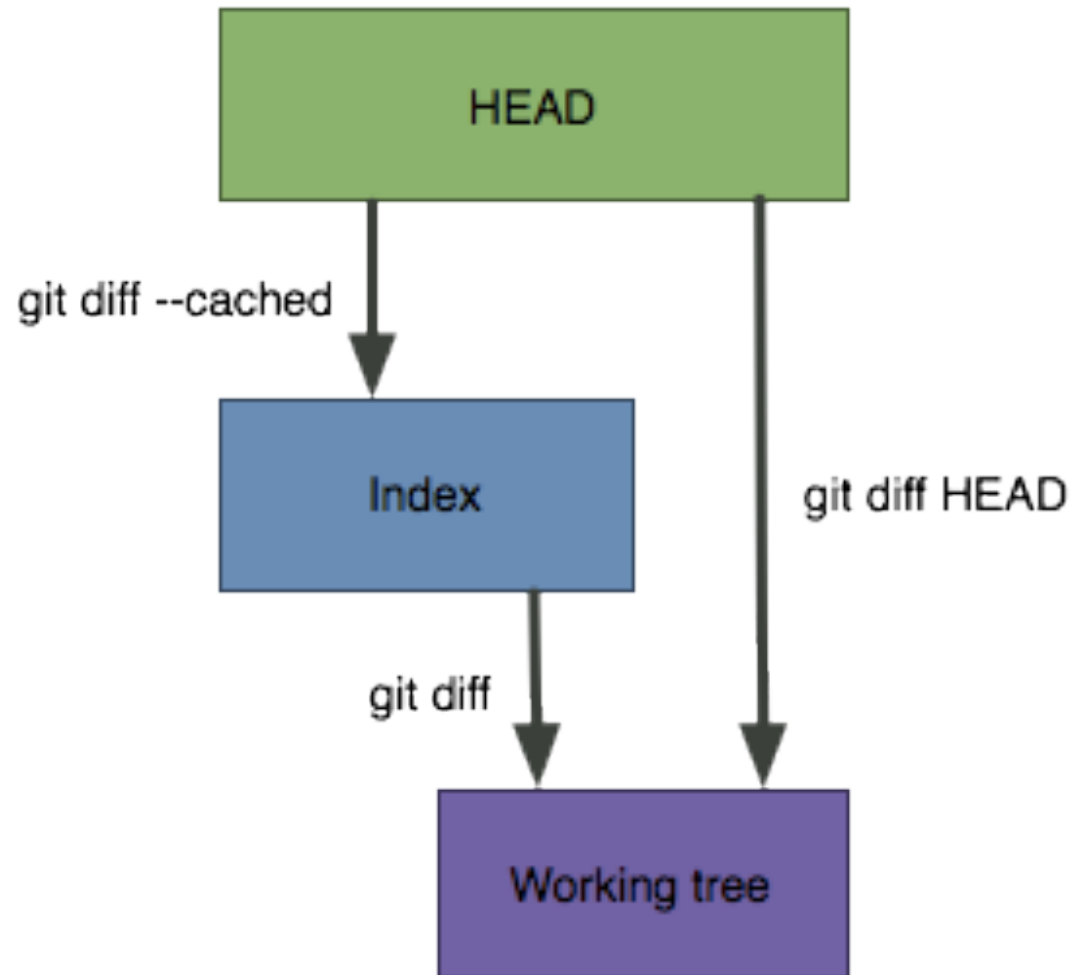 HEAD
git diff --cached
Index
git diff HEAD
git diff
Working tree